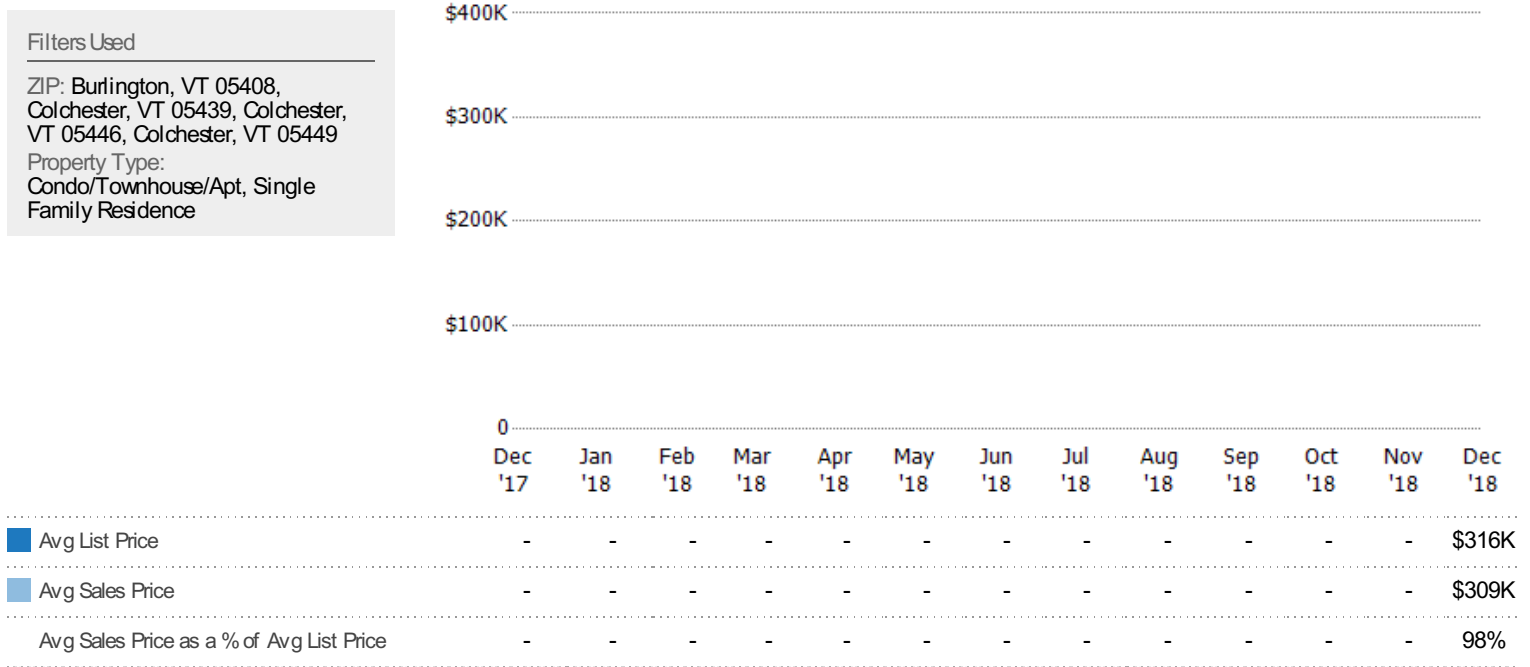 Filters Used
ZIP: Burlington, VT 05408,
Colchester, VT 05439, Colchester,
VT 05446, Colchester, VT 05449
Property Type:
Condo/Townhouse/Apt, Single
Family Residence
$400K
$300K
$200K
$100K
0
Dec Jan Feb Mar Apr May Jun Jul Aug Sep Oct Nov Dec
'17 '18 '18 '18 '18 '18 '18 '18 '18 '18 '18 '18 '18
Avg List Price - - - - - - - - - - - - $316K
Avg Sales Price - - - - - - - - - - - - $309K
Avg Sales Price as a % of Avg List Price - - - - - - - - - - - - 98%